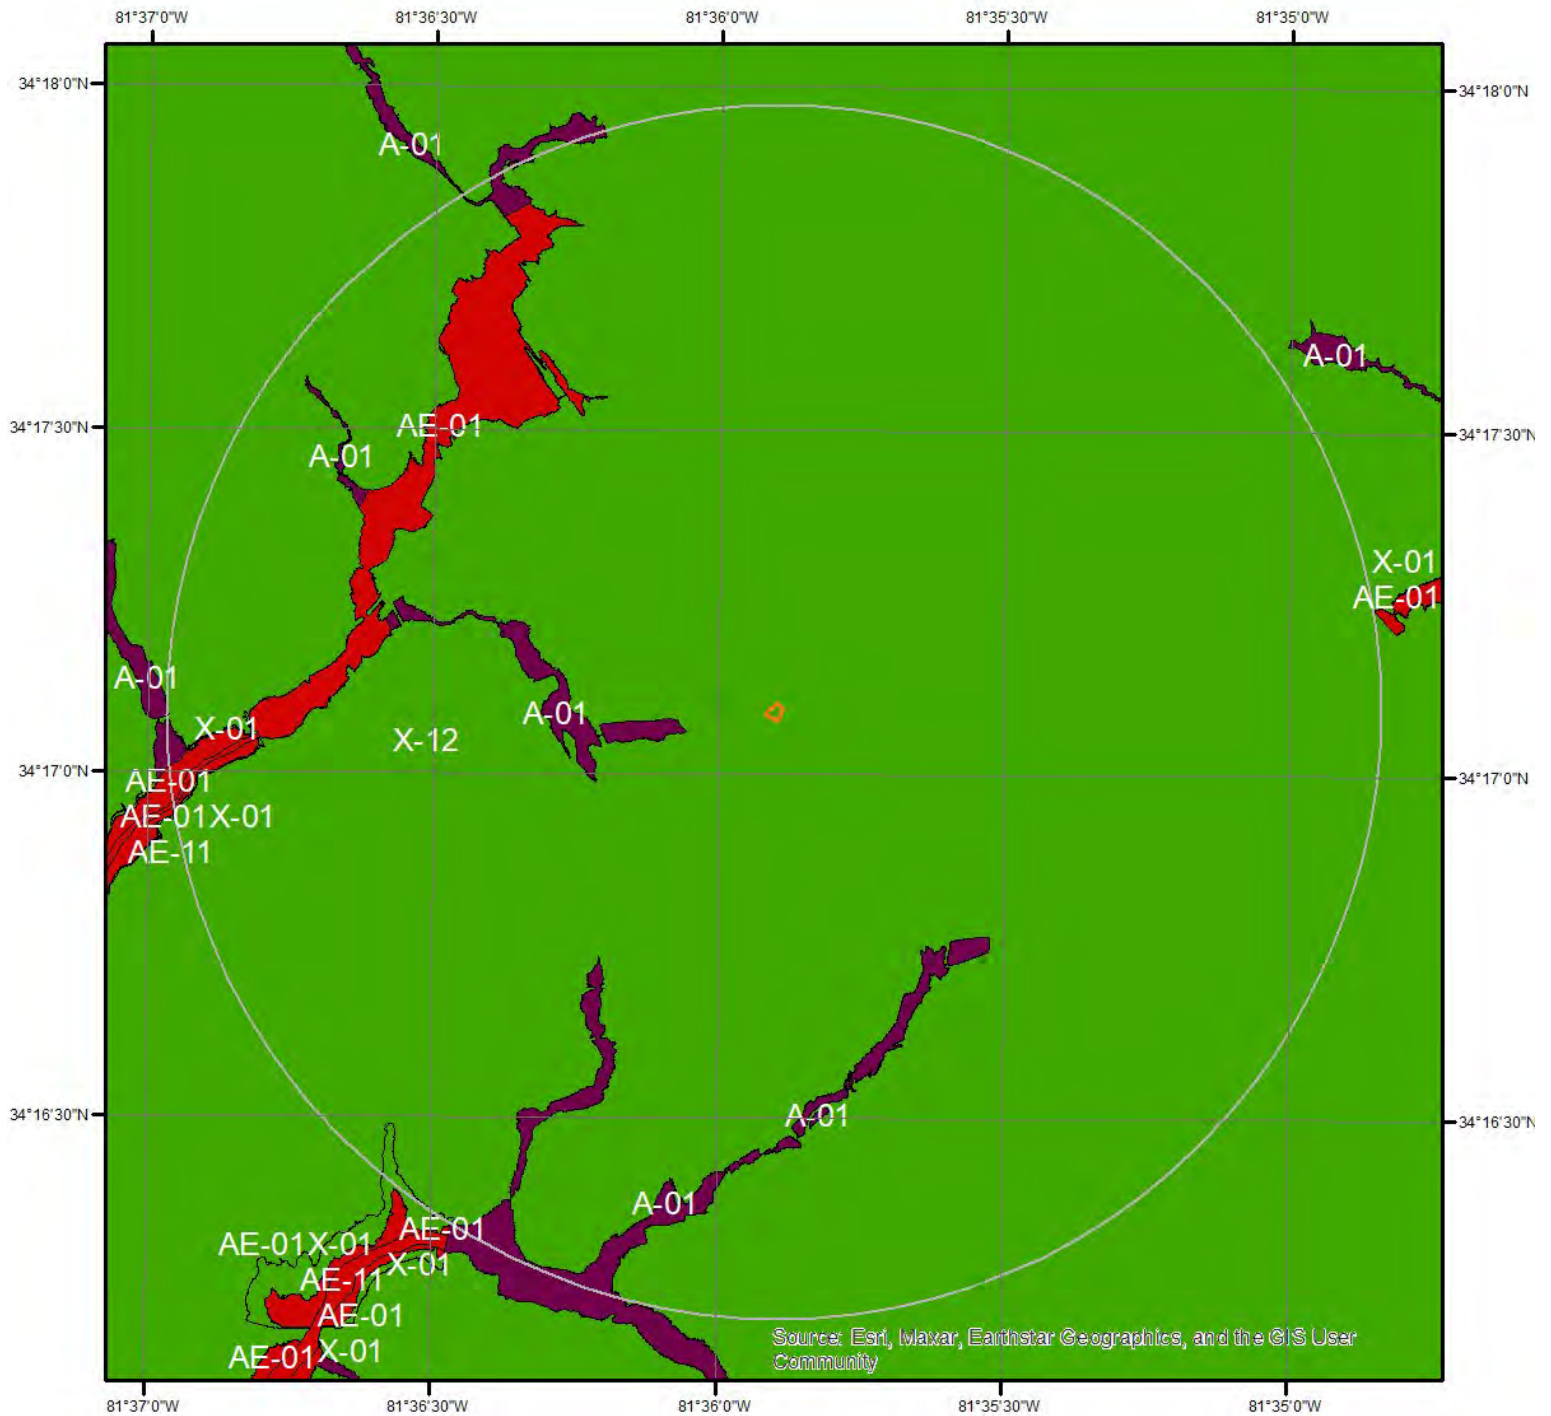 81°37'0"W 81°36'30"W 81°36'0"W 81°35'30"W 81°35'0"W
34°18'0"N
34°18'0"N
A-01
A-01
34°17'30"N
AE-01
34°17'30"N
A-01
X-01
AE-01
A-01
A-01
X-01
X-12
34°17'0"N
AE-01
34°17'0"N
AE-01X-01
AE-11
34°16'30"N
A-01
34°16'30"N
A-01
AE-01
AE-01X-01
X-01
AE-11
AE-01
Source: Esri, Maxar, Earthstar Geographics, and the GIS User
Community
X-01
AE-01
81°37'0"W 81°36'30"W 81°36'0"W 81°35'30"W 81°35'0"W